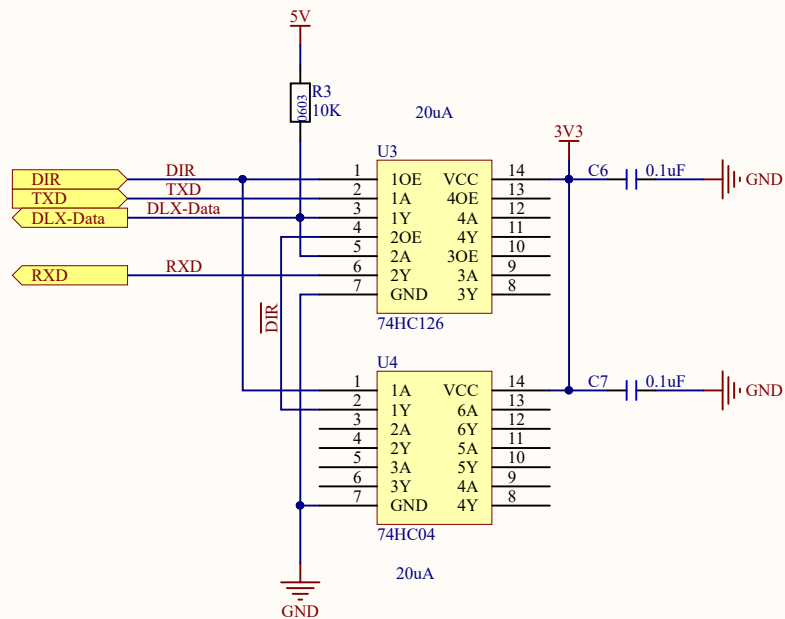 5V
R3
10K
0603
20uA
3V3
U3
C6 0.1uF
GND
DIR DIR 1 1OE VCC 14
TXD TXD 2 1A 4OE 13
DLX-Data DLX-Data 3 1Y 4A 12
4 2OE 4Y 11
5 2A 3OE 10
RXD RXD 6 2Y 3A 9
7 GND 3Y 8
74HC126
DIR
U4
C7 0.1uF
GND
1 1A VCC 14
2 1Y 6A 13
3 2A 6Y 12
4 2Y 5A 11
5 3A 5Y 10
6 3Y 4A 9
7 GND 4Y 8
74HC04
20uA
GND